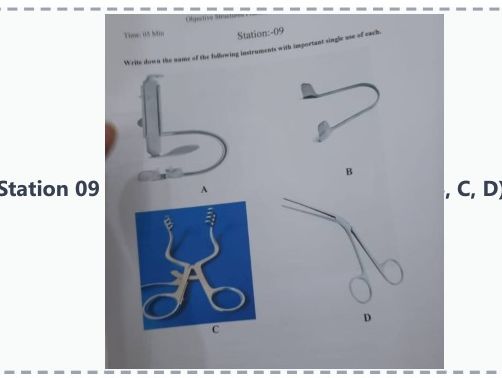 Objective Structured
Time: 05 Min
Station:-09
Write down the name of the following instruments with important single use of each.
A
B
Station 09
, C, D)
C
D